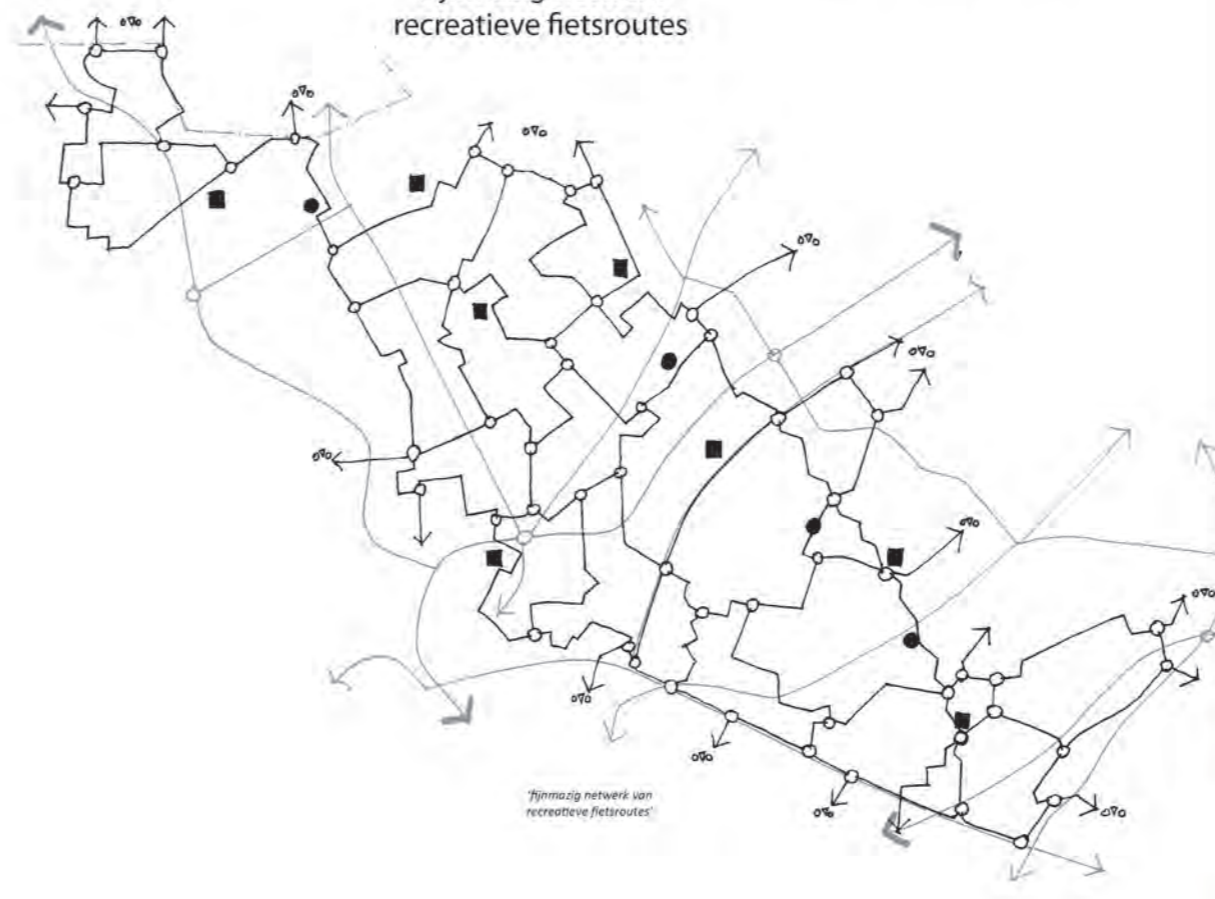 recreatieve fietsroutes
'fijnmazig netwerk van
recreatieve fietsroutes'